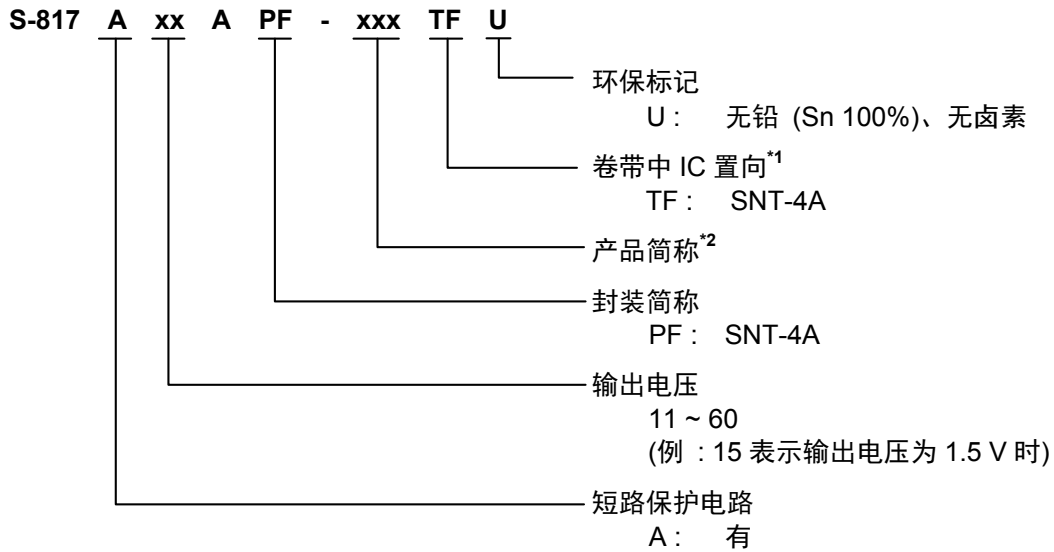 S-817 A xx A PF - xxx TF U
环保标记
U : 无铅 (Sn 100%)、无卤素
卷带中 IC 置向*1
TF : SNT-4A
产品简称*2
封装简称
PF : SNT-4A
输出电压
11 ~ 60
(例 : 15 表示输出电压为 1.5 V 时)
短路保护电路
A : 有